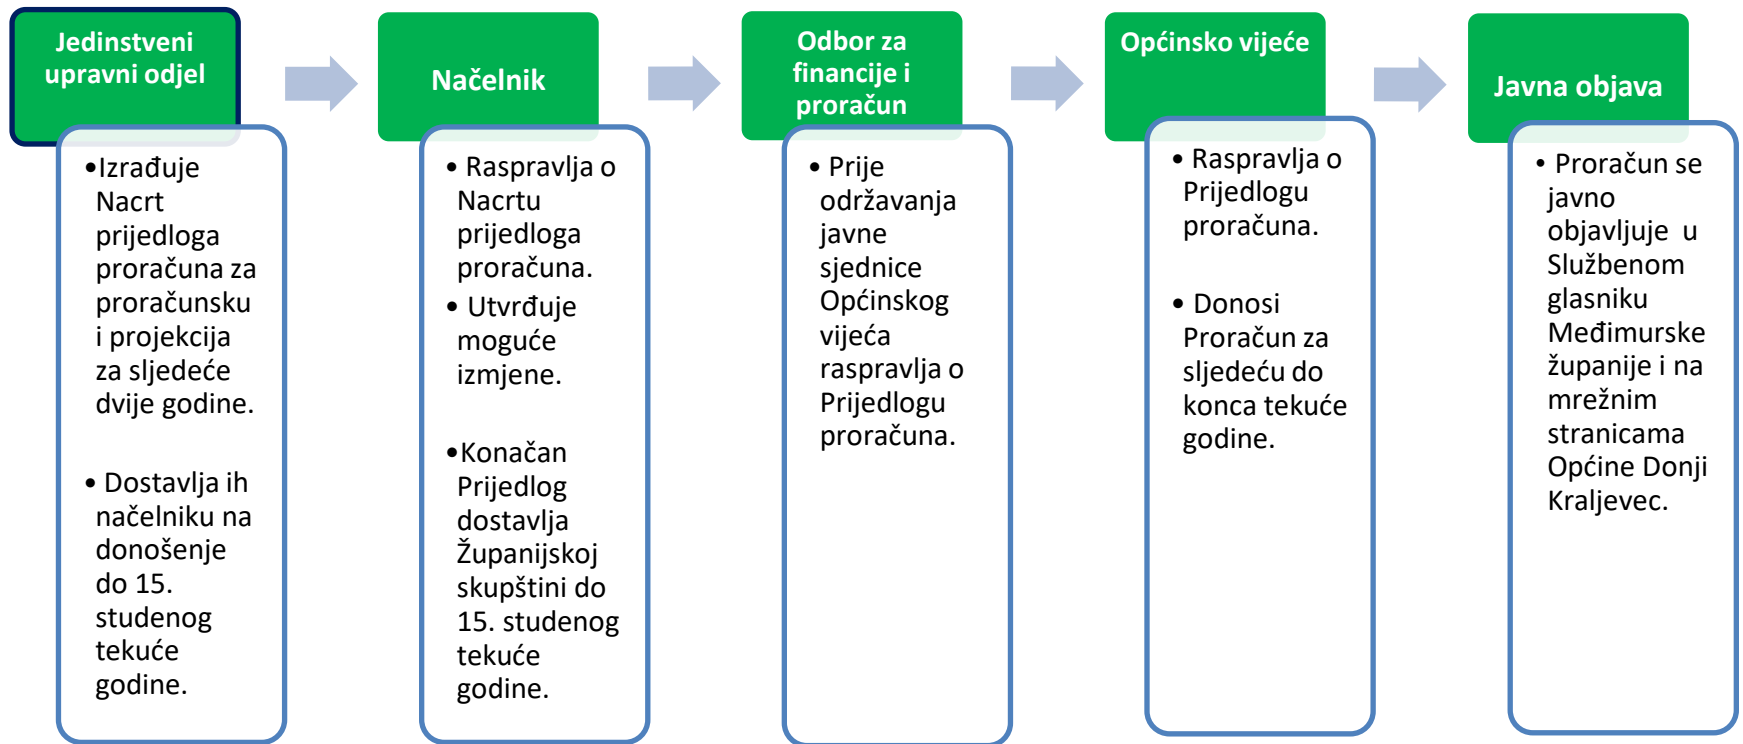 Jedinstveni
upravni odjel
•Izrađuje
Nacrt
prijedloga
proračuna za
proračunsku
i projekcija
za sljedeće
dvije godine.
• Dostavlja ih
načelniku na
donošenje
do 15.
studenog
tekuće
godine.
Načelnik
• Raspravlja o
Nacrtu
prijedloga
proračuna.
• Utvrđuje
moguće
izmjene.
•Konačan
Prijedlog
dostavlja
Županijskoj
skupštini do
15. studenog
tekuće
godine.
Odbor za
financije i
proračun
• Prije
održavanja
javne
sjednice
Općinskog
vijeća
raspravlja o
Prijedlogu
proračuna.
Općinsko vijeće
• Raspravlja o
Prijedlogu
proračuna.
• Donosi
Proračun za
sljedeću do
konca tekuće
godine.
Javna objava
• Proračun se
javno
objavljuje u
Službenom
glasniku
Međimurske
županije i na
mrežnim
stranicama
Općine Donji
Kraljevec.